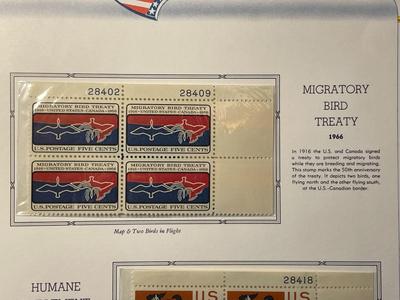 28402 28409
MIGRATORY BIRD TREATY MIGRATORY BIRD TREATY
1916-UNITED STATES-CANADA-1966 1916-UNITED STATES-CANADA-1966
U.S. POSTAGE FIVE CENTS U.S. POSTAGE FIVE CENTS
MIGRATORY BIRD TREATY MIGRATORY BIRD TREATY
1916-UNITED STATES-CANADA-1966 1916-UNITED STATES-CANADA-1966
U.S. POSTAGE FIVE CENTS U.S. POSTAGE FIVE CENTS
Map & Two Birds in Flight
MIGRATORY
BIRD
TREATY
1966
In 1916 the U.S. and Canada signed
a treaty to protect migratory birds
while they are breeding and migrating.
This stamp marks the 50th anniversary
of the treaty. It depicts two birds, one
flying north and the other flying south,
at the U.S.-Canadian border.
HUMANE
28418
US US